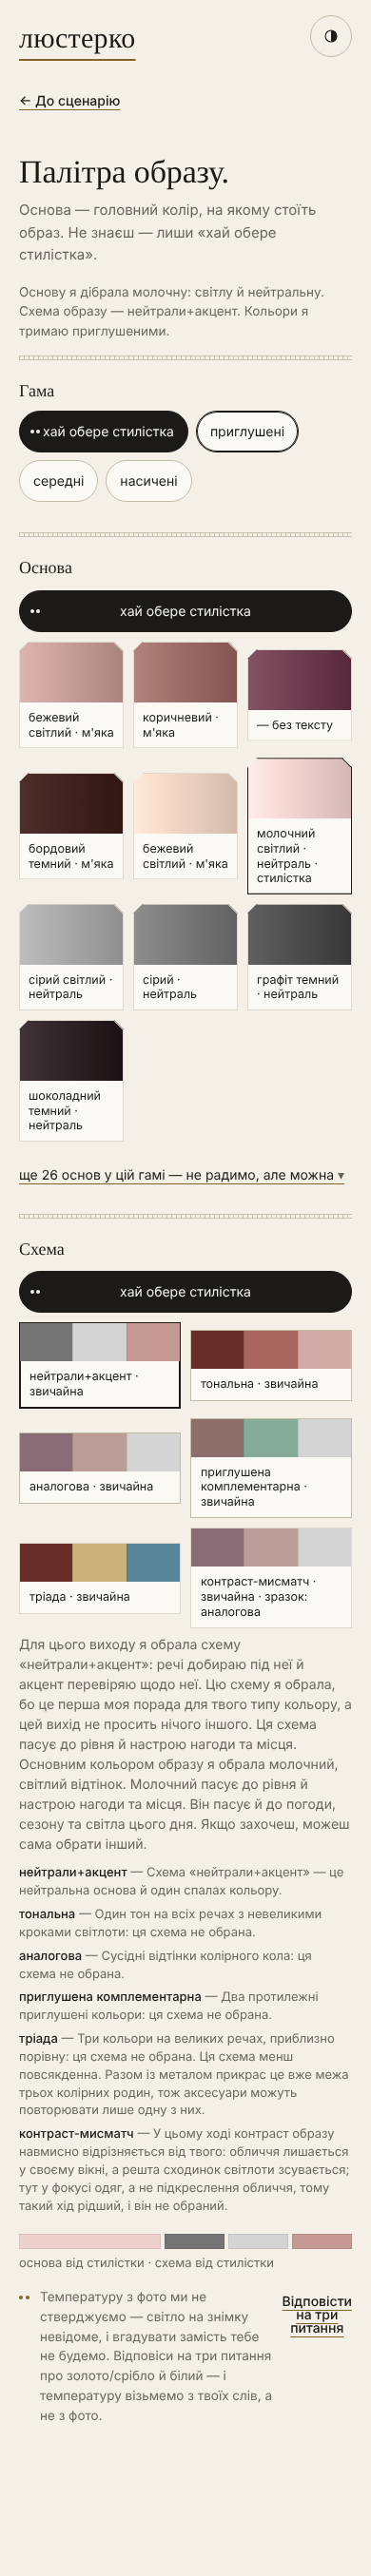 люстерко
← До сценарію
Палітра образу.
Основа — головний колір, на якому стоїть
образ. Не знаєш — лиши «хай обере
стилістка».
Основу я дібрала молочну: світлу й нейтральну.
Схема образу — нейтрали+акцент. Кольори я
тримаю приглушеними.
Гама
хай обере стилістка
приглушені
середні
насичені
Основа
хай обере стилістка
бежевий
світлий · м'яка
коричневий ·
м'яка
— без тексту
бордовий
темний · м'яка
бежевий
світлий · м'яка
молочний
світлий ·
нейтраль ·
стилістка
сірий світлий ·
нейтраль
сірий ·
нейтраль
графіт темний
· нейтраль
шоколадний
темний ·
нейтраль
ще 26 основ у цій гамі — не радимо, але можна ▾
Схема
хай обере стилістка
нейтрали+акцент ·
звичайна
тональна · звичайна
аналогова · звичайна
приглушена
комплементарна ·
звичайна
тріада · звичайна
контраст-мисматч ·
звичайна · зразок:
аналогова
Для цього виходу я обрала схему
«нейтрали+акцент»: речі добираю під неї й
акцент перевіряю щодо неї. Цю схему я обрала,
бо це перша моя порада для твого типу кольору, а
цей вихід не просить нічого іншого. Ця схема
пасує до рівня й настрою нагоди та місця.
Основним кольором образу я обрала молочний,
світлий відтінок. Молочний пасує до рівня й
настрою нагоди та місця. Він пасує й до погоди,
сезону та світла цього дня. Якщо захочеш, можеш
сама обрати інший.
нейтрали+акцент — Схема «нейтрали+акцент» — це
нейтральна основа й один спалах кольору.
тональна — Один тон на всіх речах з невеликими
кроками світлоти: ця схема не обрана.
аналогова — Сусідні відтінки колірного кола: ця
схема не обрана.
приглушена комплементарна — Два протилежні
приглушені кольори: ця схема не обрана.
тріада — Три кольори на великих речах, приблизно
порівну: ця схема не обрана. Ця схема менш
повсякденна. Разом із металом прикрас це вже межа
трьох колірних родин, тож аксесуари можуть
повторювати лише одну з них.
контраст-мисматч — У цьому ході контраст образу
навмисно відрізняється від твого: обличчя лишається
у своєму вікні, а решта сходинок світлоти зсувається;
тут у фокусі одяг, а не підкреслення обличчя, тому
такий хід рідший, і він не обраний.
основа від стилістки · схема від стилістки
Температуру з фото ми не
стверджуємо — світло на знімку
невідоме, і вгадувати замість тебе
не будемо. Відповіси на три питання
про золото/срібло й білий — і
температуру візьмемо з твоїх слів, а
не з фото.
Відповісти
на три
питання